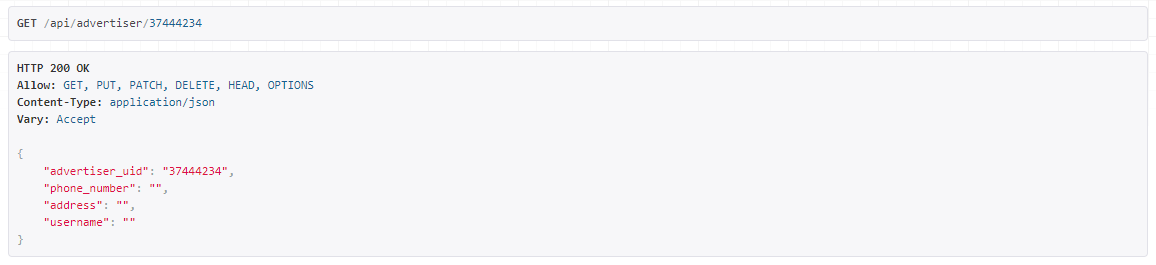 GET /api/advertiser/37444234
HTTP 200 OK
Allow: GET, PUT, PATCH, DELETE, HEAD, OPTIONS
Content-Type: application/json
Vary: Accept
{
    "advertiser_uid": "37444234",
    "phone_number": "",
    "address": "",
    "username": ""
}